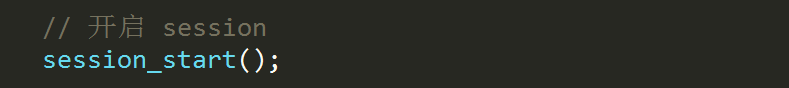 // 开启 session
session_start();